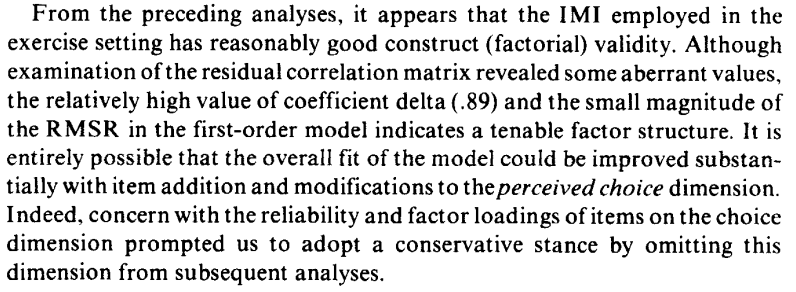 From the preceding analyses, it appears that the IMI employed in the
exercise setting has reasonably good construct (factorial) validity. Although
examination of the residual correlation matrix revealed some aberrant values,
the relatively high value of coefficient delta (.89) and the small magnitude of
the RMSR in the first-order model indicates a tenable factor structure. It is
entirely possible that the overall fit of the model could be improved substan-
tially with item addition and modifications to the perceived choice dimension.
Indeed, concern with the reliability and factor loadings of items on the choice
dimension prompted us to adopt a conservative stance by omitting this
dimension from subsequent analyses.